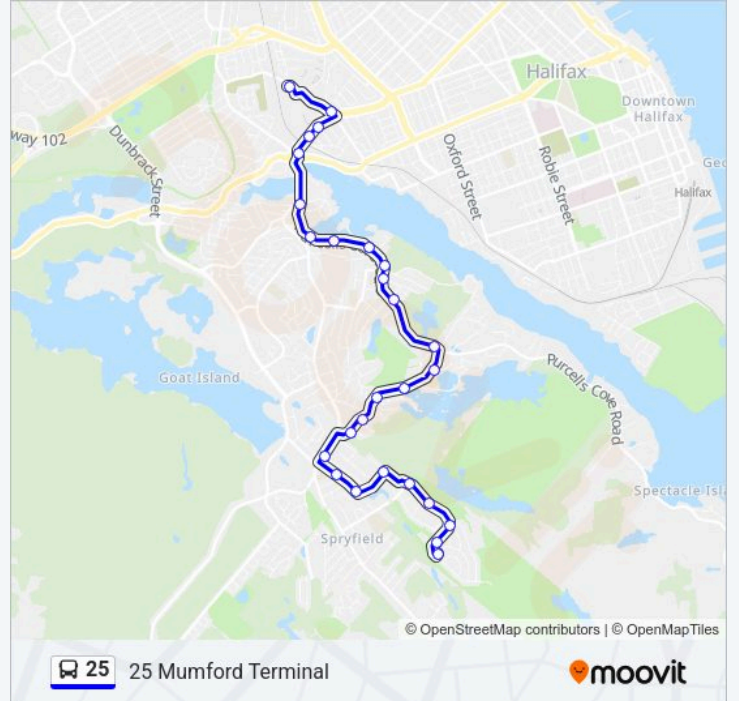 Halifax
Downtown
Halifax
way 102
Dunbrack Street
Oxford Street
Robie Street
Geo
Halifax
Goat Island
Purcells Cove Road
Spectacle Isla
Spryfield
© OpenStreetMap contributors | © OpenMapTiles
25 25 Mumford Terminal
moovit